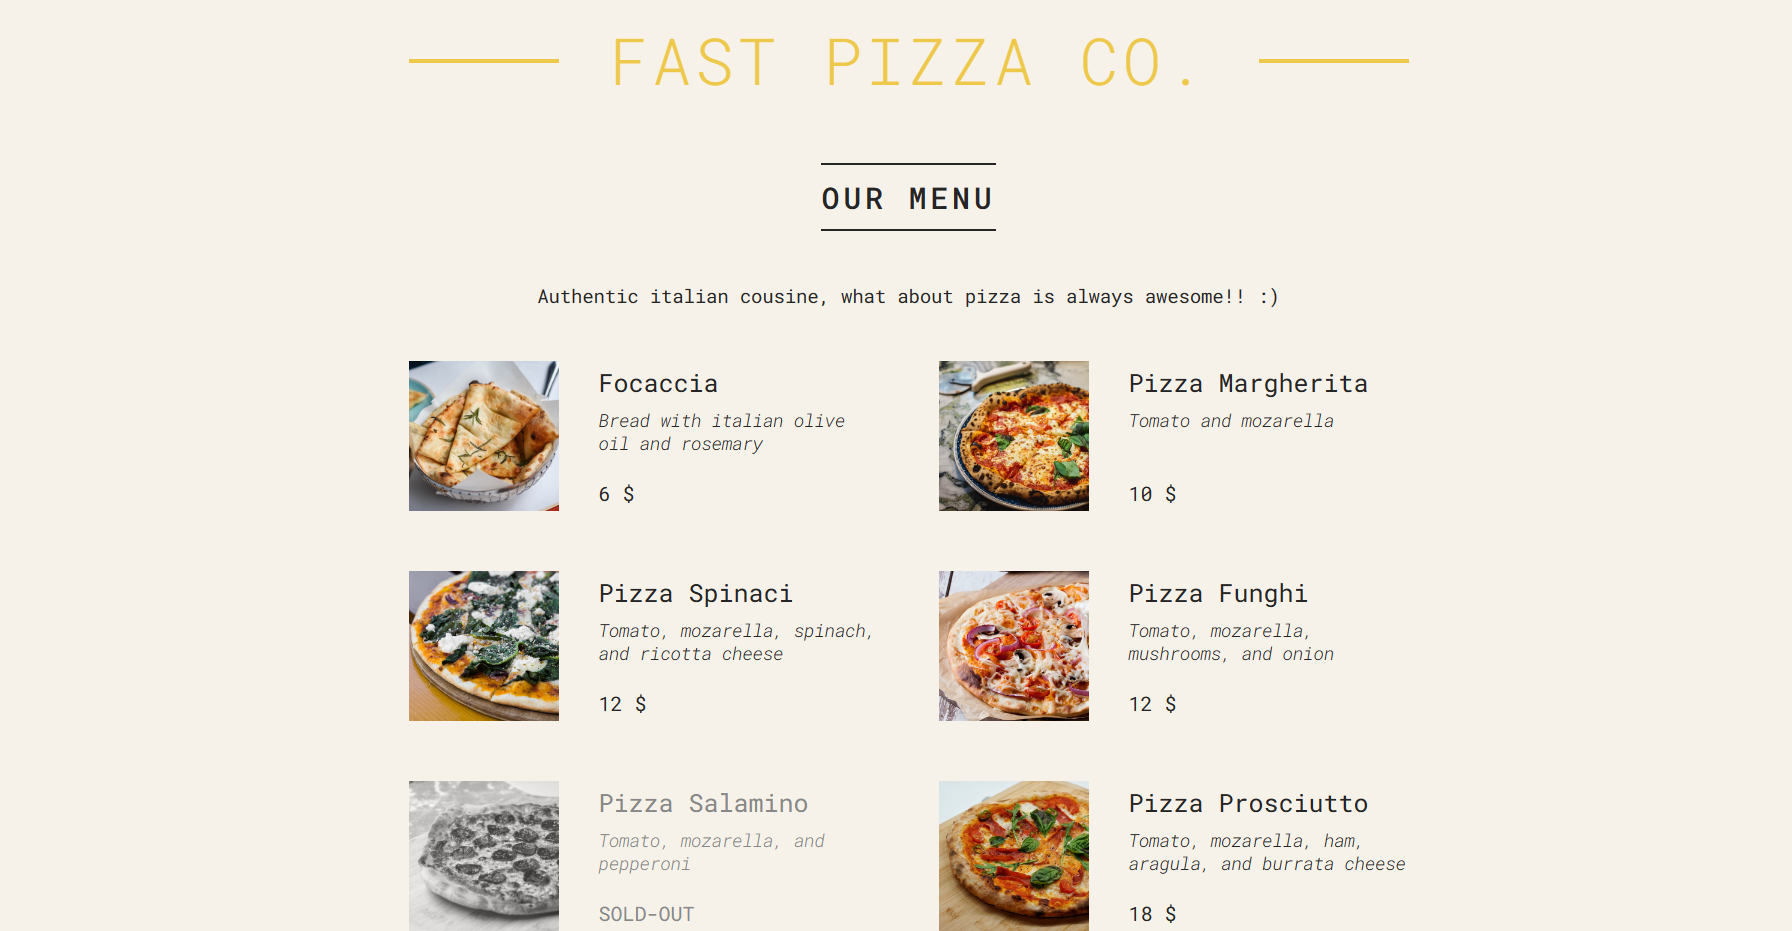 FAST PIZZA CO.
OUR MENU
Authentic italian cousine, what about pizza is always awesome!! :)
Focaccia
Bread with italian olive
oil and rosemary
6 $
Pizza Margherita
Tomato and mozarella
10 $
Pizza Spinaci
Tomato, mozarella, spinach,
and ricotta cheese
12 $
Pizza Funghi
Tomato, mozarella,
mushrooms, and onion
12 $
Pizza Salamino
Tomato, mozarella, and
pepperoni
SOLD-OUT
Pizza Prosciutto
Tomato, mozarella, ham,
aragula, and burrata cheese
18 $